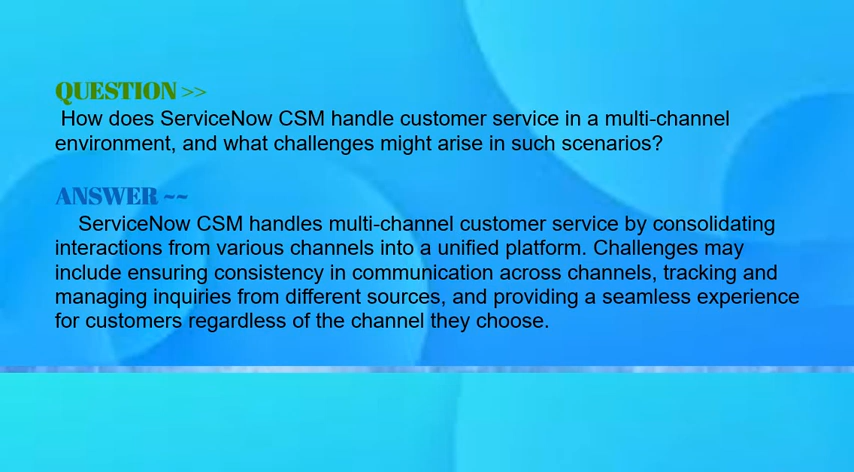 QUESTION >>
How does ServiceNow CSM handle customer service in a multi-channel
environment, and what challenges might arise in such scenarios?
ANSWER ~~
ServiceNow CSM handles multi-channel customer service by consolidating
interactions from various channels into a unified platform. Challenges may
include ensuring consistency in communication across channels, tracking and
managing inquiries from different sources, and providing a seamless experience
for customers regardless of the channel they choose.